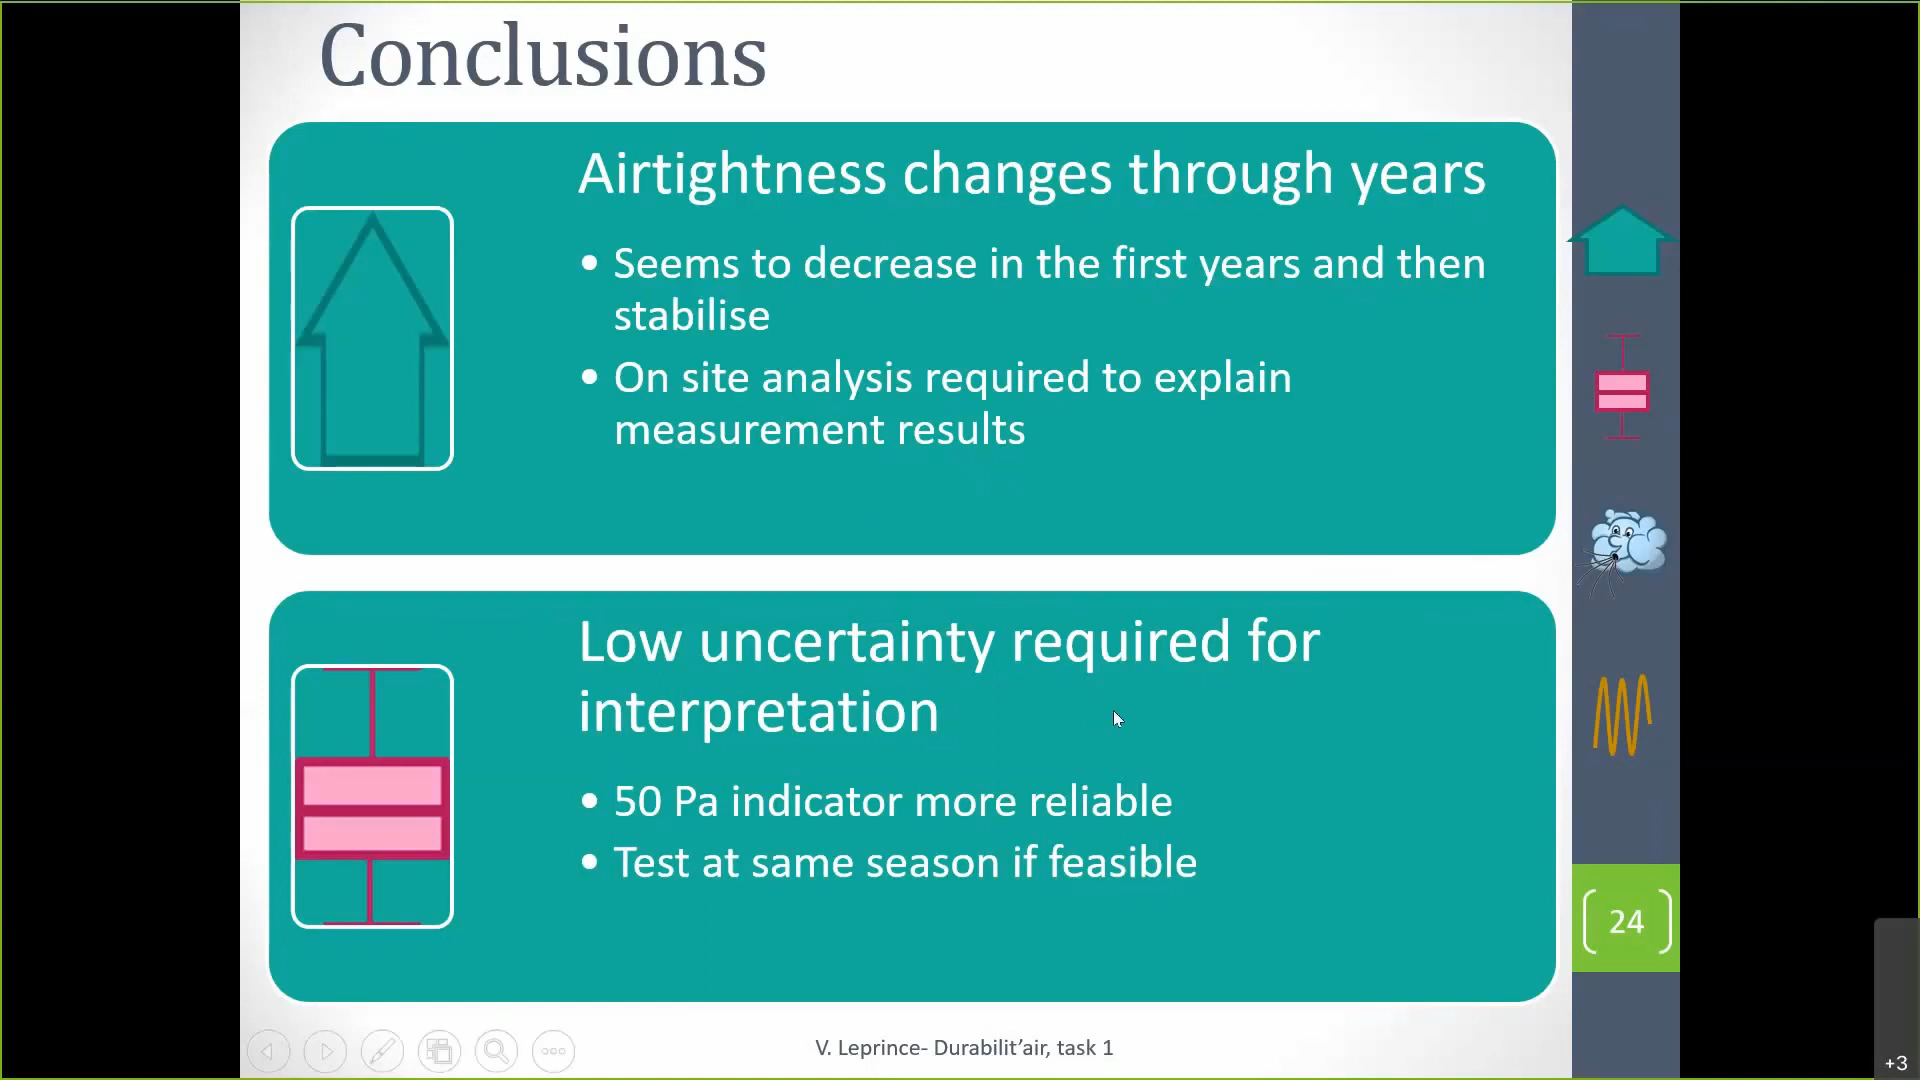 Conclusions
Airtightness changes through years
• Seems to decrease in the first years and then
stabilise
• On site analysis required to explain
measurement results
Low uncertainty required for
interpretation
• 50 Pa indicator more reliable
• Test at same season if feasible
24
V. Leprince- Durabilit’air, task 1
+3